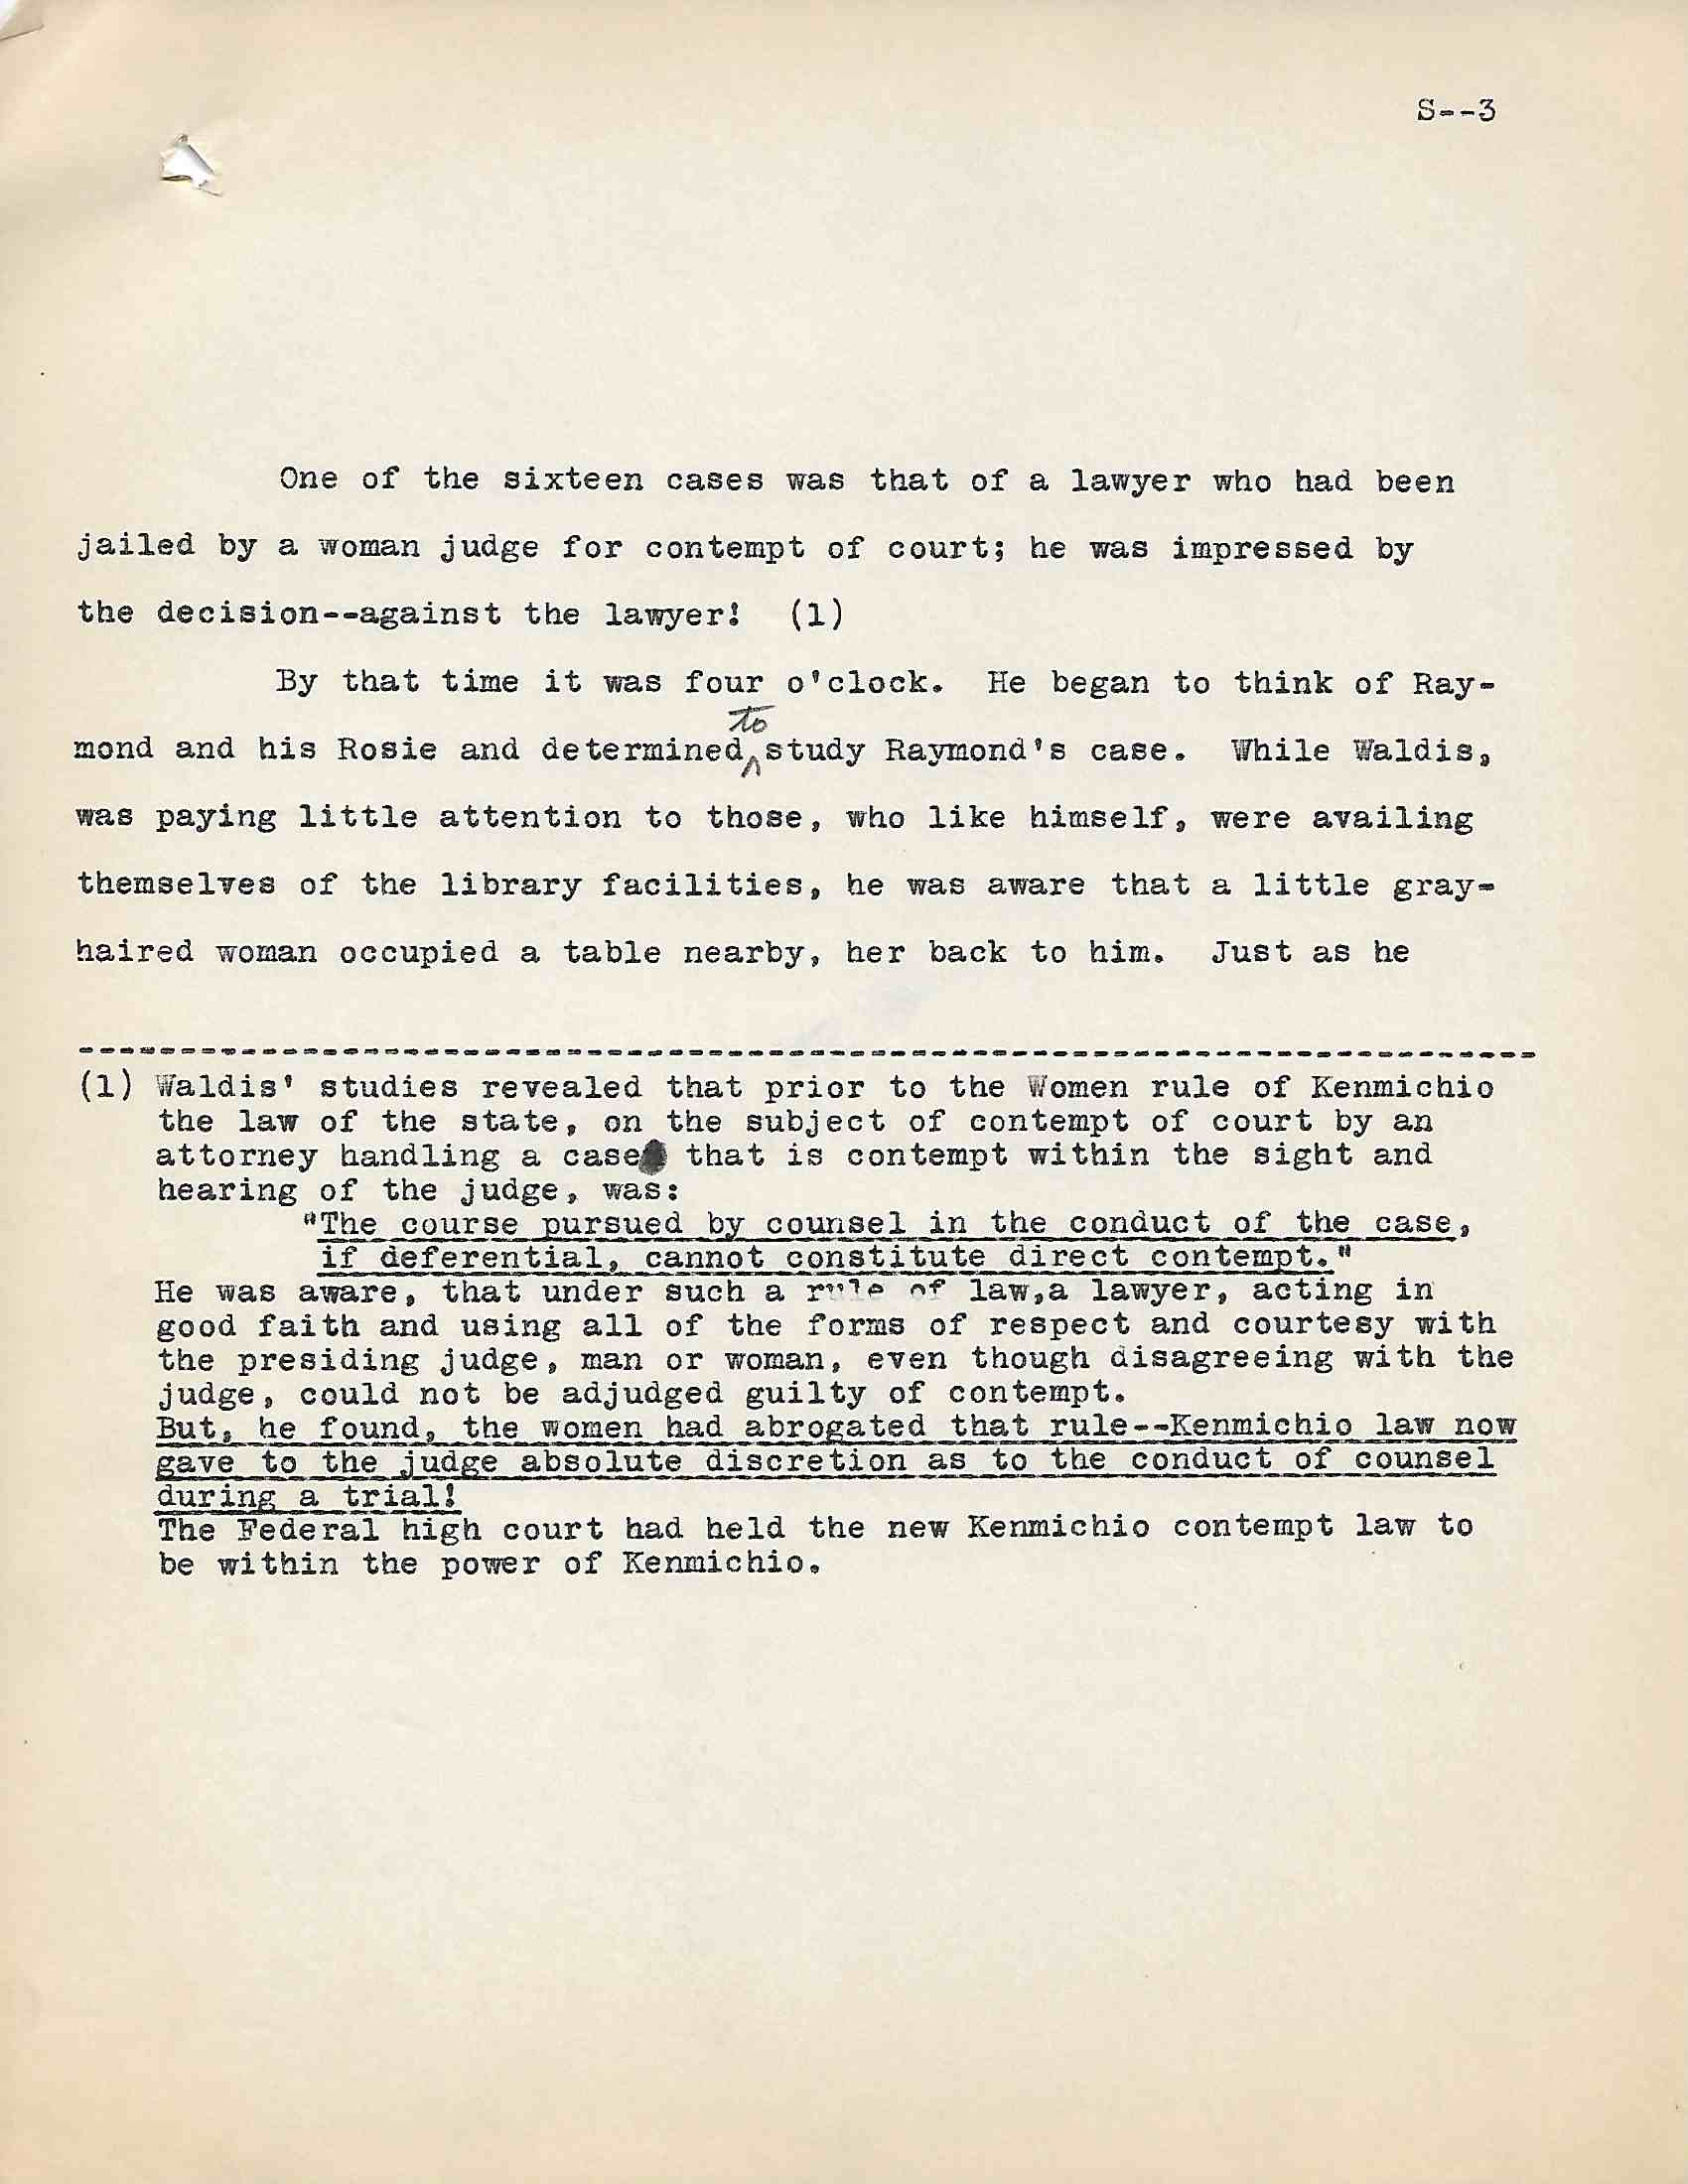 S--3
One of the sixteen cases was that of a lawyer who had been
jailed by a woman judge for contempt of court; he was impressed by
the decision--against the lawyer!  (1)
By that time it was four o'clock.  He began to think of Ray-
to
mond and his Rosie and determined^study Raymond's case.  While Waldis,
was paying little attention to those, who like himself, were availing
themselves of the library facilities, he was aware that a little gray-
haired woman occupied a table nearby, her back to him.  Just as he
------------------------------------------------------------------------
(1) Waldis' studies revealed that prior to the Women rule of Kenmichio
the law of the state, on the subject of contempt of court by an
attorney handling a case that is contempt within the sight and
hearing of the judge, was:
"The course pursued by counsel in the conduct of the case,
if deferential, cannot constitute direct contempt."
He was aware, that under such a rule of law,a lawyer, acting in
good faith and using all of the forms of respect and courtesy with
the presiding judge, man or woman, even though disagreeing with the
judge, could not be adjudged guilty of contempt.
But, he found, the women had abrogated that rule--Kenmichio law now
gave to the judge absolute discretion as to the conduct of counsel
during a trial!
The Federal high court had held the new Kenmichio contempt law to
be within the power of Kenmichio.